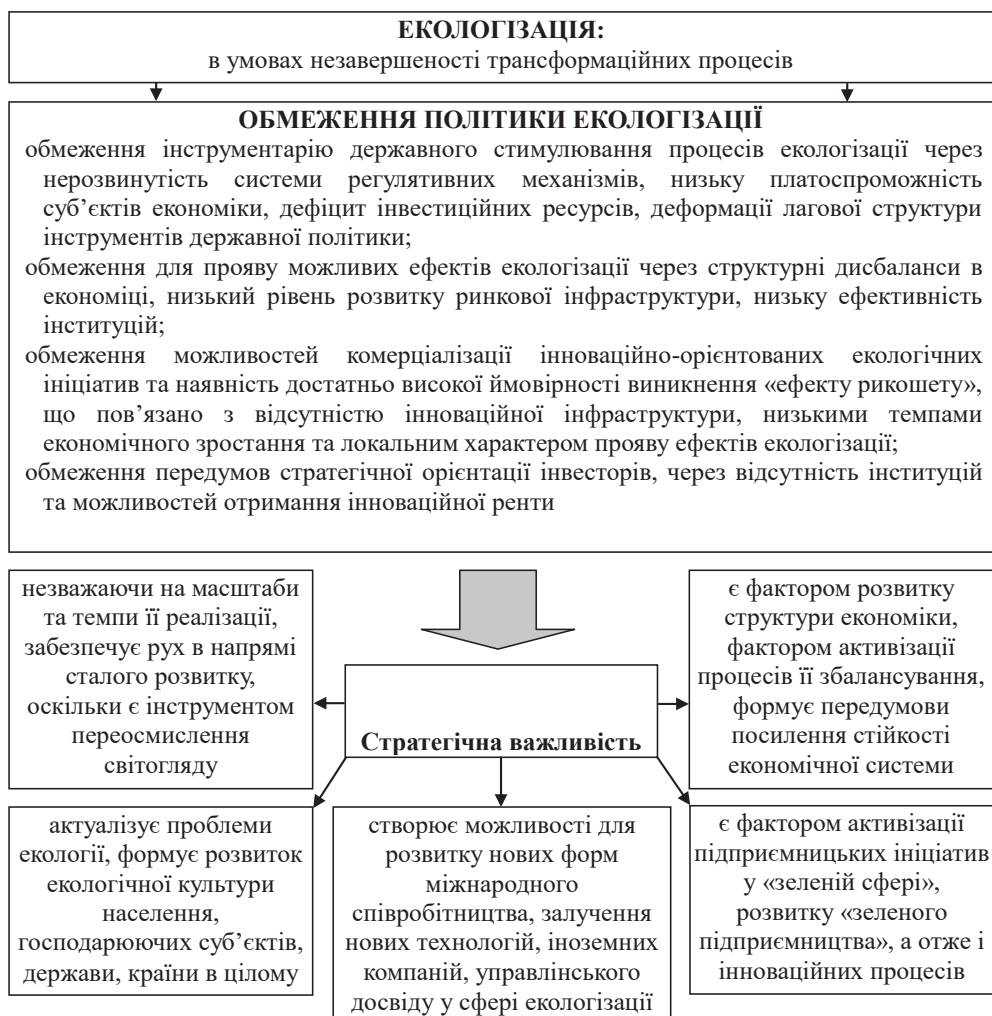 ЕКОЛОГІЗАЦІЯ:
в умовах незавершеності трансформаційних процесів
ОБМЕЖЕННЯ ПОЛІТИКИ ЕКОЛОГІЗАЦІЇ
обмеження інструментарію державного стимулювання процесів екологізації через
нерозвинутість системи регулятивних механізмів, низьку платоспроможність
суб’єктів економіки, дефіцит інвестиційних ресурсів, деформації лагової структури
інструментів державної політики;
обмеження для прояву можливих ефектів екологізації через структурні дисбаланси в
економіці, низький рівень розвитку ринкової інфраструктури, низьку ефективність
інституцій;
обмеження можливостей комерціалізації інноваційно-орієнтованих екологічних
ініціатив та наявність достатньо високої ймовірності виникнення «ефекту рикошету»,
що пов’язано з відсутністю інноваційної інфраструктури, низькими темпами
економічного зростання та локальним характером прояву ефектів екологізації;
обмеження передумов стратегічної орієнтації інвесторів, через відсутність інституцій
та можливостей отримання інноваційної ренти
незважаючи на масштаби
та темпи її реалізації,
забезпечує рух в напрямі
сталого розвитку,
оскільки є інструментом
переосмислення
світогляду
є фактором розвитку
структури економіки,
фактором активізації
процесів її збалансування,
формує передумови
посилення стійкості
економічної системи
Стратегічна важливість
актуалізує проблеми
екології, формує розвиток
екологічної культури
населення,
господарюючих суб’єктів,
держави, країни в цілому
створює можливості для
розвитку нових форм
міжнародного
співробітництва, залучення
нових технологій, іноземних
компаній, управлінського
досвіду у сфері екологізації
є фактором активізації
підприємницьких ініціатив
у «зеленій сфері»,
розвитку «зеленого
підприємництва», а отже і
інноваційних процесів